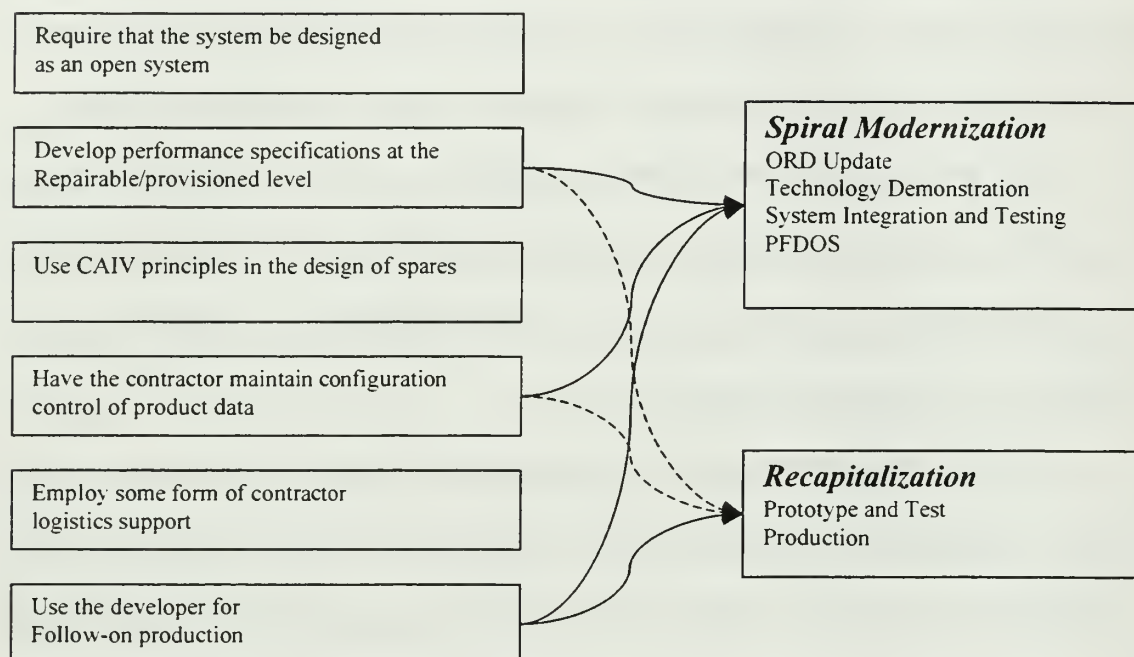 Require that the system be designed
as an open system
Develop performance specifications at the
Repairable/provisioned level
Use CAIV principles in the design of spares
Have the contractor maintain configuration
control of product data
Employ some form of contractor
logistics support
Use the developer for
Follow-on production
Spiral Modernization
ORD Update
Technology Demonstration
System Integration and Testing
PFDOS
Recapitalization
Prototype and Test
Production